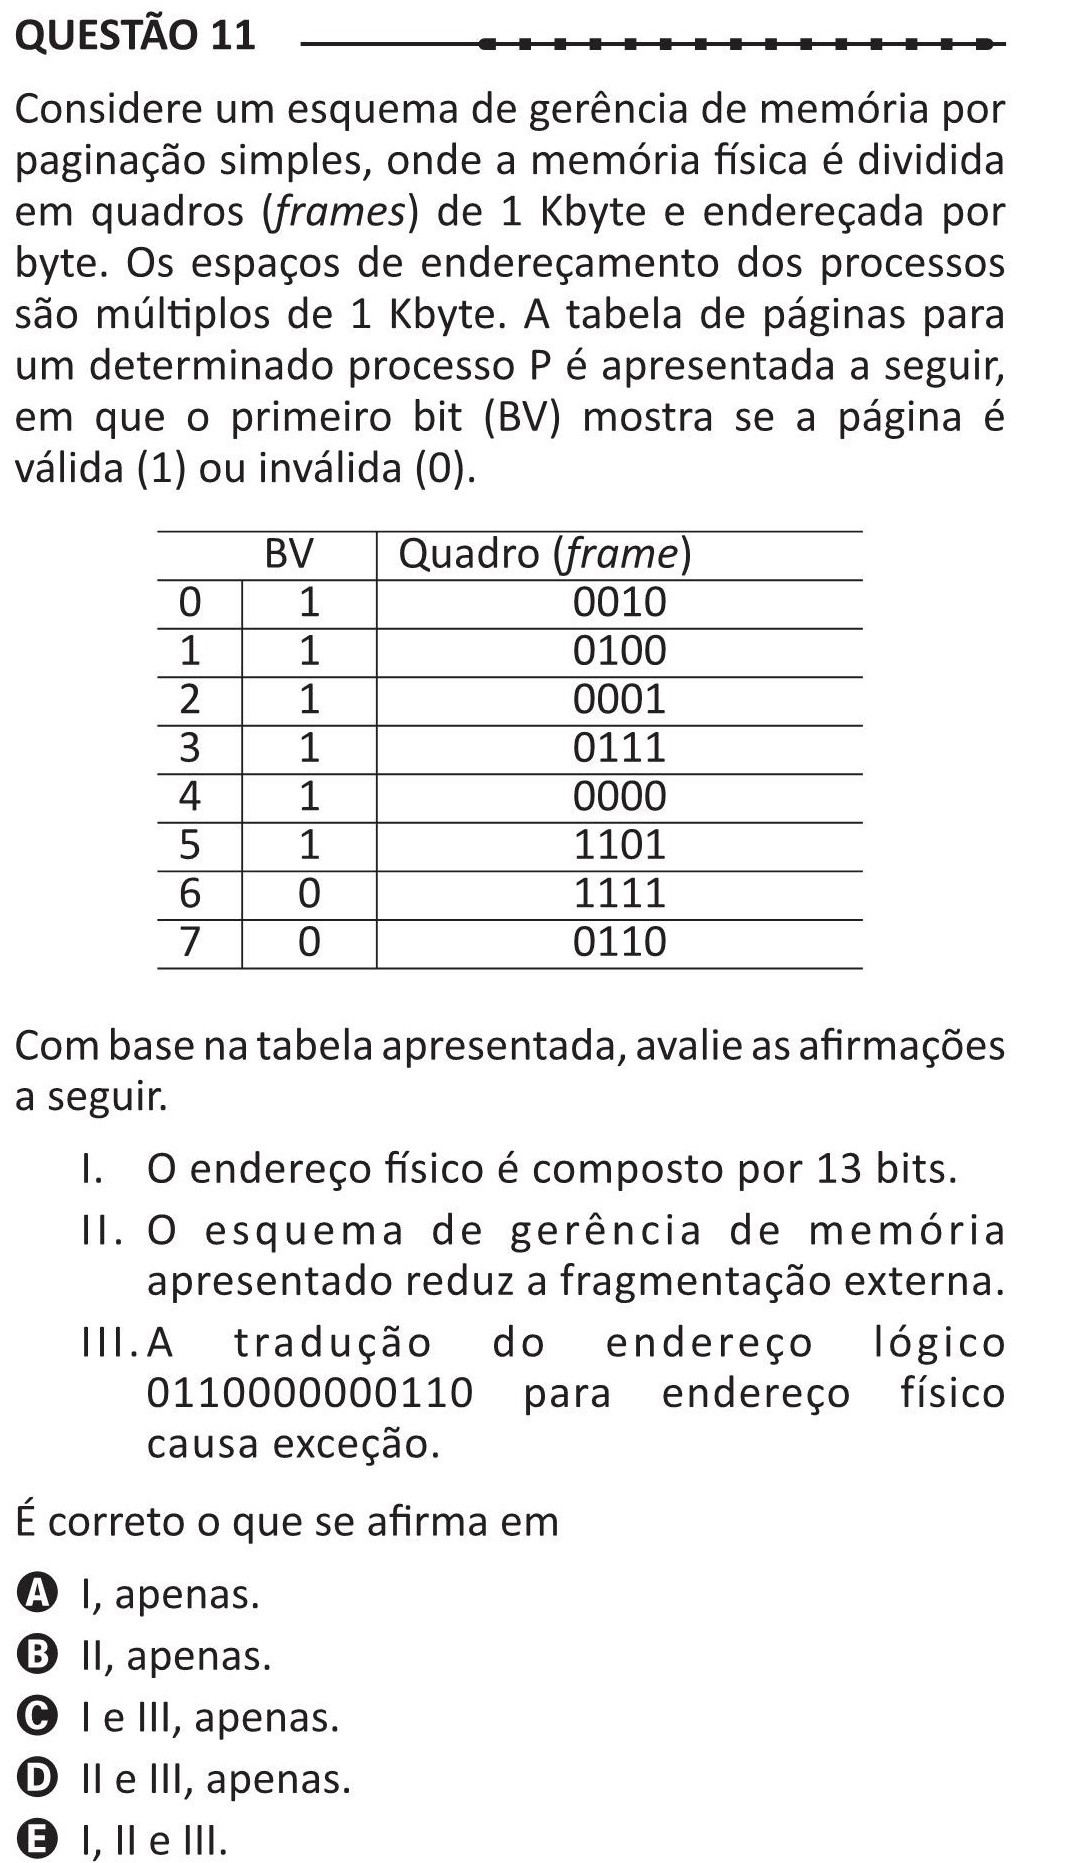 QUESTÃO 11
Considere um esquema de gerência de memória por
paginação simples, onde a memória física é dividida
em quadros (frames) de 1 Kbyte e endereçada por
byte. Os espaços de endereçamento dos processos
são múltiplos de 1 Kbyte. A tabela de páginas para
um determinado processo P é apresentada a seguir,
em que o primeiro bit (BV) mostra se a página é
válida (1) ou inválida (0).
BV Quadro (frame)
0 1 0010
1 1 0100
2 1 0001
3 1 0111
4 1 0000
5 1 1101
6 0 1111
7 0 0110
Com base na tabela apresentada, avalie as afirmações
a seguir.
I. O endereço físico é composto por 13 bits.
II. O esquema de gerência de memória
apresentado reduz a fragmentação externa.
III. A tradução do endereço lógico
0110000000110 para endereço físico
causa exceção.
É correto o que se afirma em
A I, apenas.
B II, apenas.
C I e III, apenas.
D II e III, apenas.
E I, II e III.